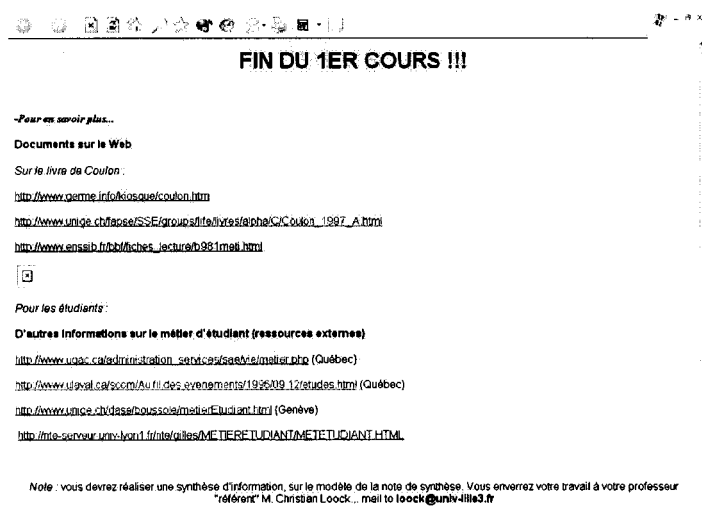 FIN DU 1ER COURS !!!
-Pour en savoir plus...
Documents sur le Web
Sur le livre de Coulon :
http://www.germe.info/kiosque/coulon.htm
http://www.unige.ch/fapse/SSE/groups/life/livres/alpha/C/Coulon_1997_A.html
http://www.enssib.fr/bbf/fiches_lecture/b981meti.html
Pour les étudiants :
D'autres informations sur le métier d'étudiant (ressources externes)
http://www.uqac.ca/administration_services/sae/vie/metier.php (Québec)
http://www.ulaval.ca/scom/Au.fil.des.evenements/1995/09.12/etudes.html (Québec)
http://www.unige.ch/dase/boussole/metierEtudiant.html (Genève)
http://nte-serveur.univ-lyon1.fr/nte/gilles/METIERETUDIANT/METETUDIANT.HTML
Note : vous devrez réaliser une synthèse d'information, sur le modèle de la note de synthèse. Vous enverrez votre travail à votre professeur
"référent" M. Christian Loock... mail to loock@univ-lille3.fr